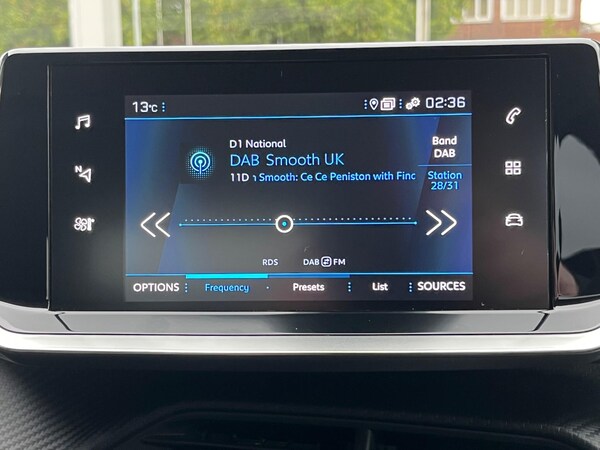 13°C
02:36
D1 National
DAB Smooth UK
11D Smooth: Ce Ce Peniston with Finc
Band
DAB
Station
28/31
N
RDS
DAB FM
OPTIONS Frequency Presets List SOURCES